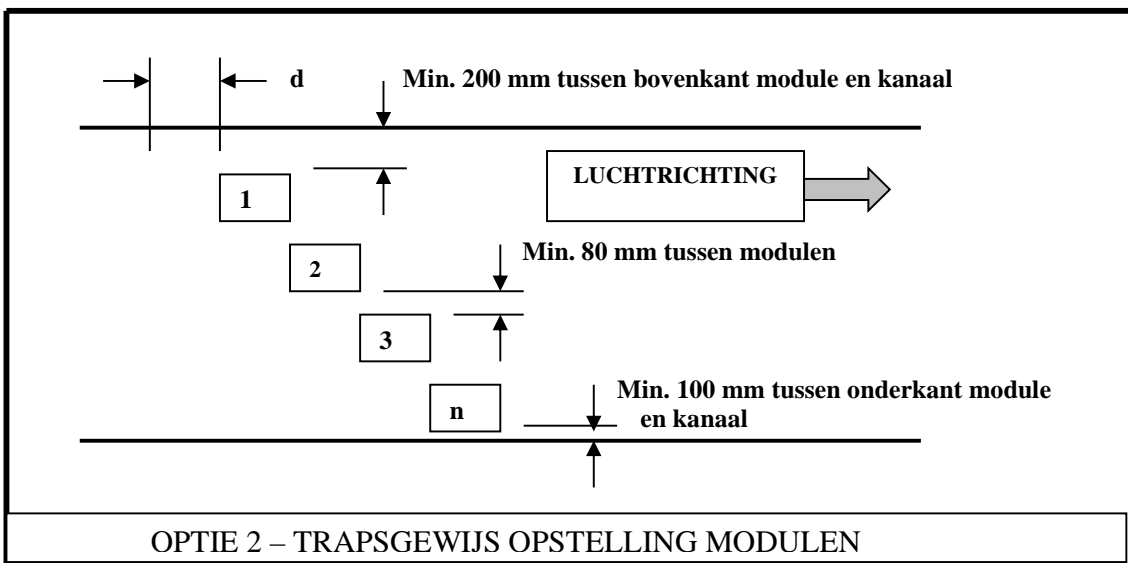 d
Min. 200 mm tussen bovenkant module en kanaal
LUCHTRICHTING
1
2
Min. 80 mm tussen modulen
3
Min. 100 mm tussen onderkant module
en kanaal
n
OPTIE 2 – TRAPSGEWIJS OPSTELLING MODULEN